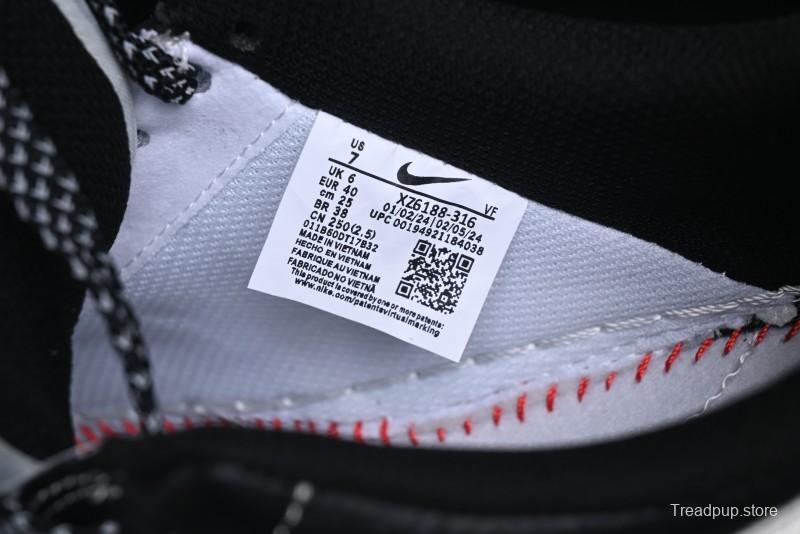 US
7
UK 6
EUR 40
cm 25
BR 38
CN 250(2.5)
011B60DT17B32
MADE IN VIETNAM
HECHO EN VIETNAM
FABRIQUE AU VIETNAM
FABRICADO NO VIETNÃ
This product is covered by one or more patents:
www.nike.com/patentsvirtualmarking
XZ6188-316 VF
01/02/24 02/05/24
UPC 00194921184038
Treadpup.store